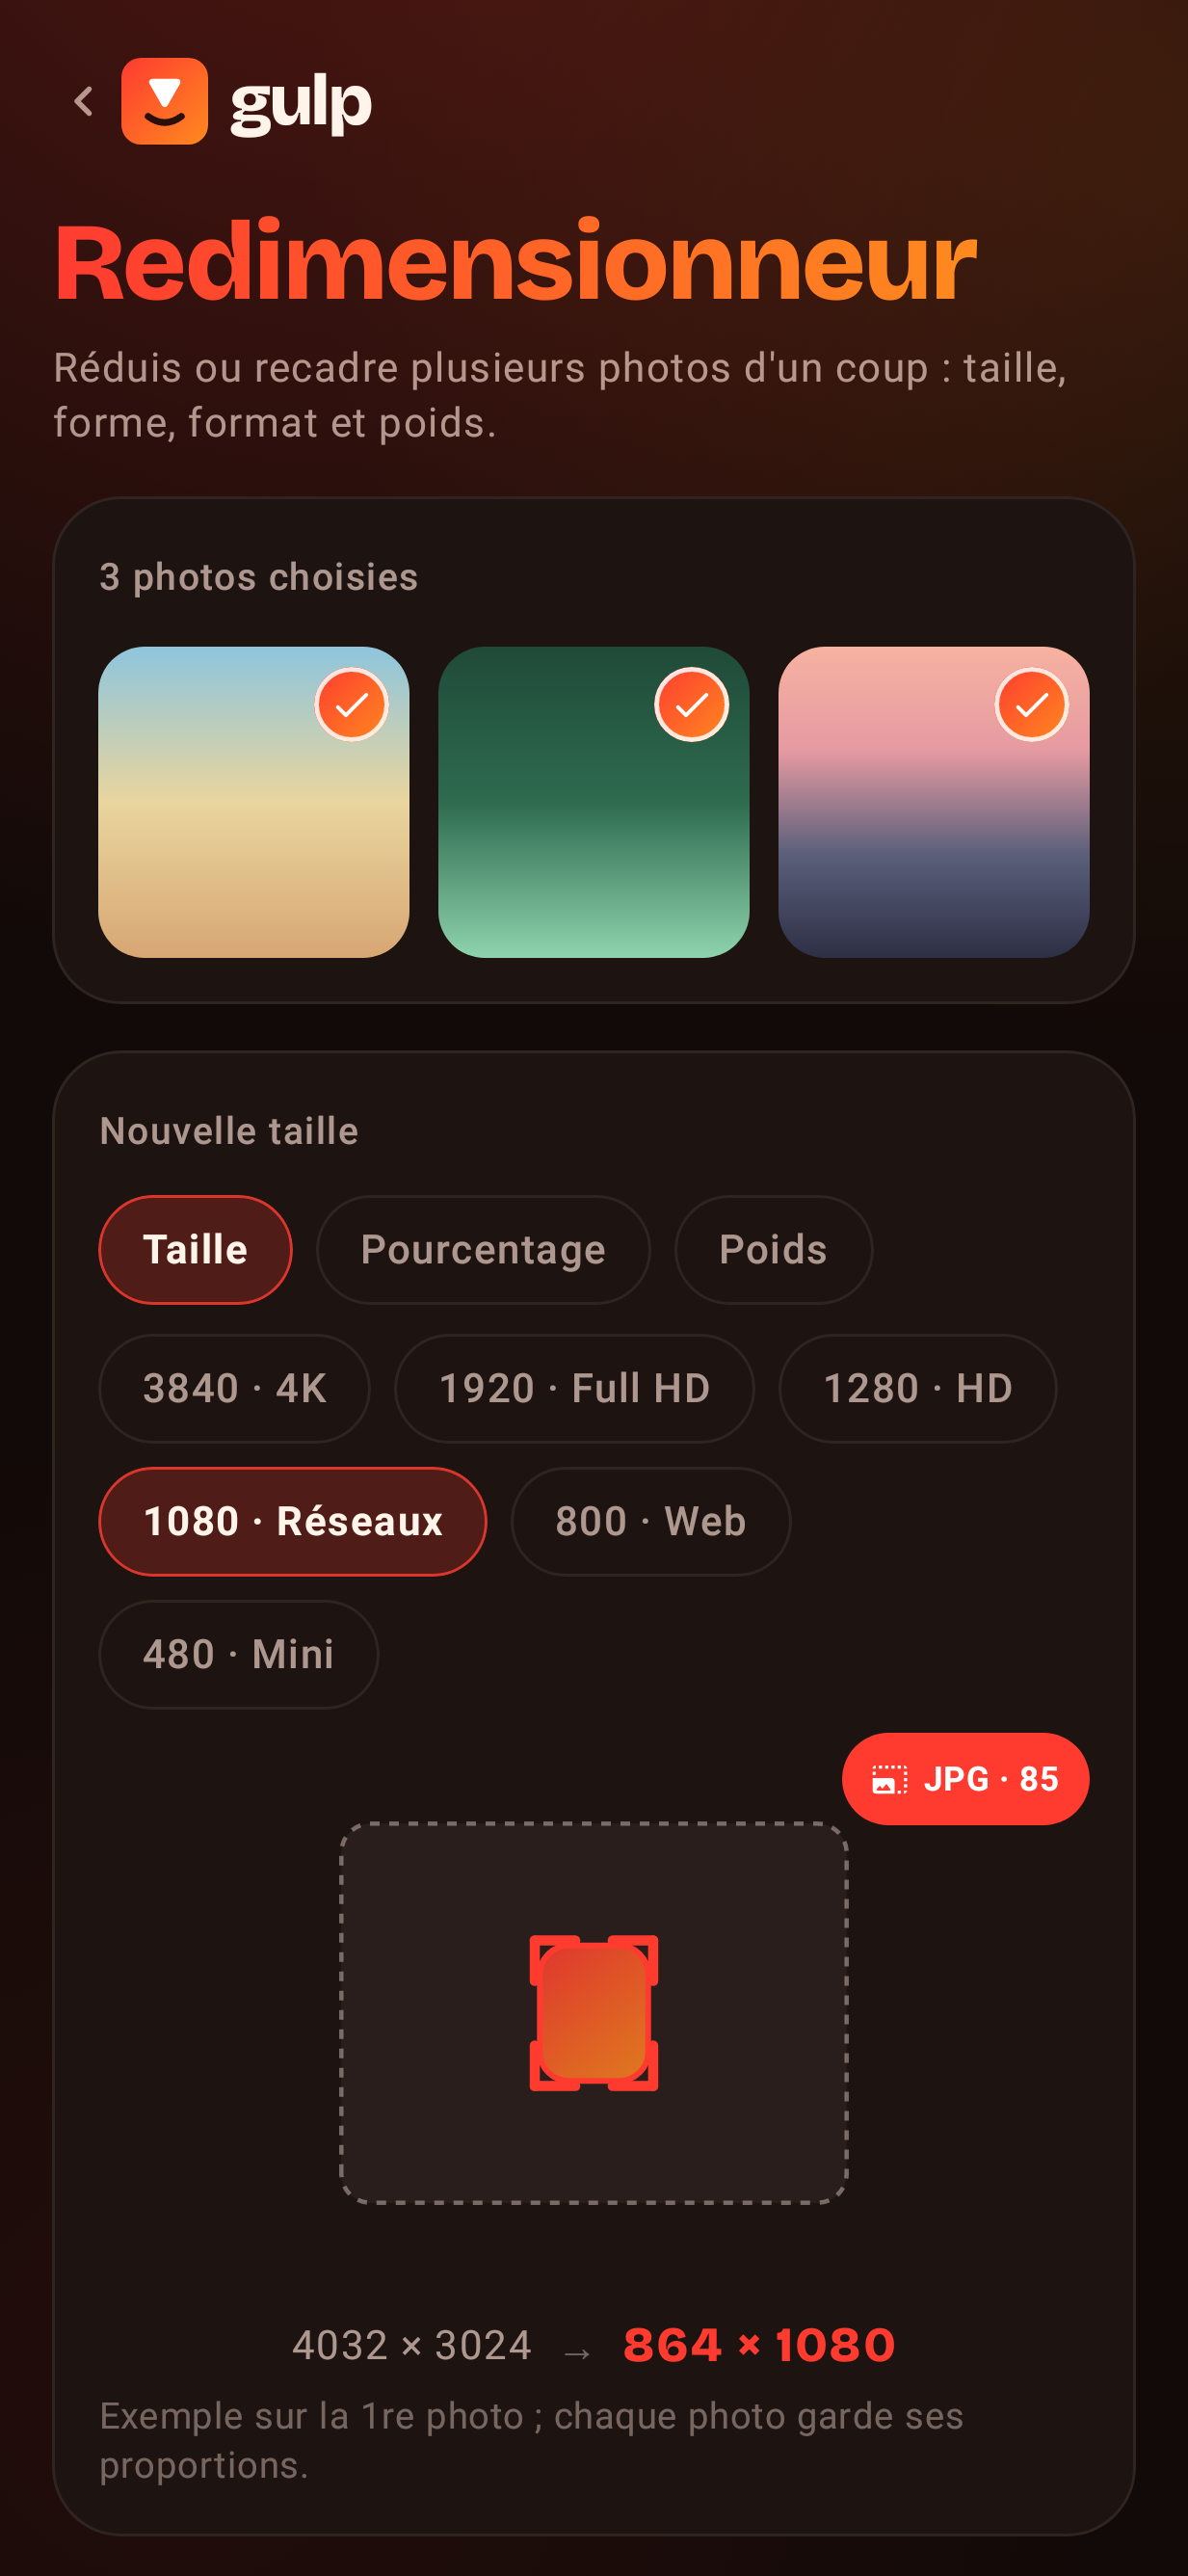 gulp
Redimensionneur
Réduis ou recadre plusieurs photos d'un coup : taille,
forme, format et poids.
3 photos choisies
Nouvelle taille
Taille Pourcentage Poids
3840 · 4K 1920 · Full HD 1280 · HD
1080 · Réseaux 800 · Web
480 · Mini
JPG · 85
4032 × 3024 → 864 × 1080
Exemple sur la 1re photo ; chaque photo garde ses
proportions.